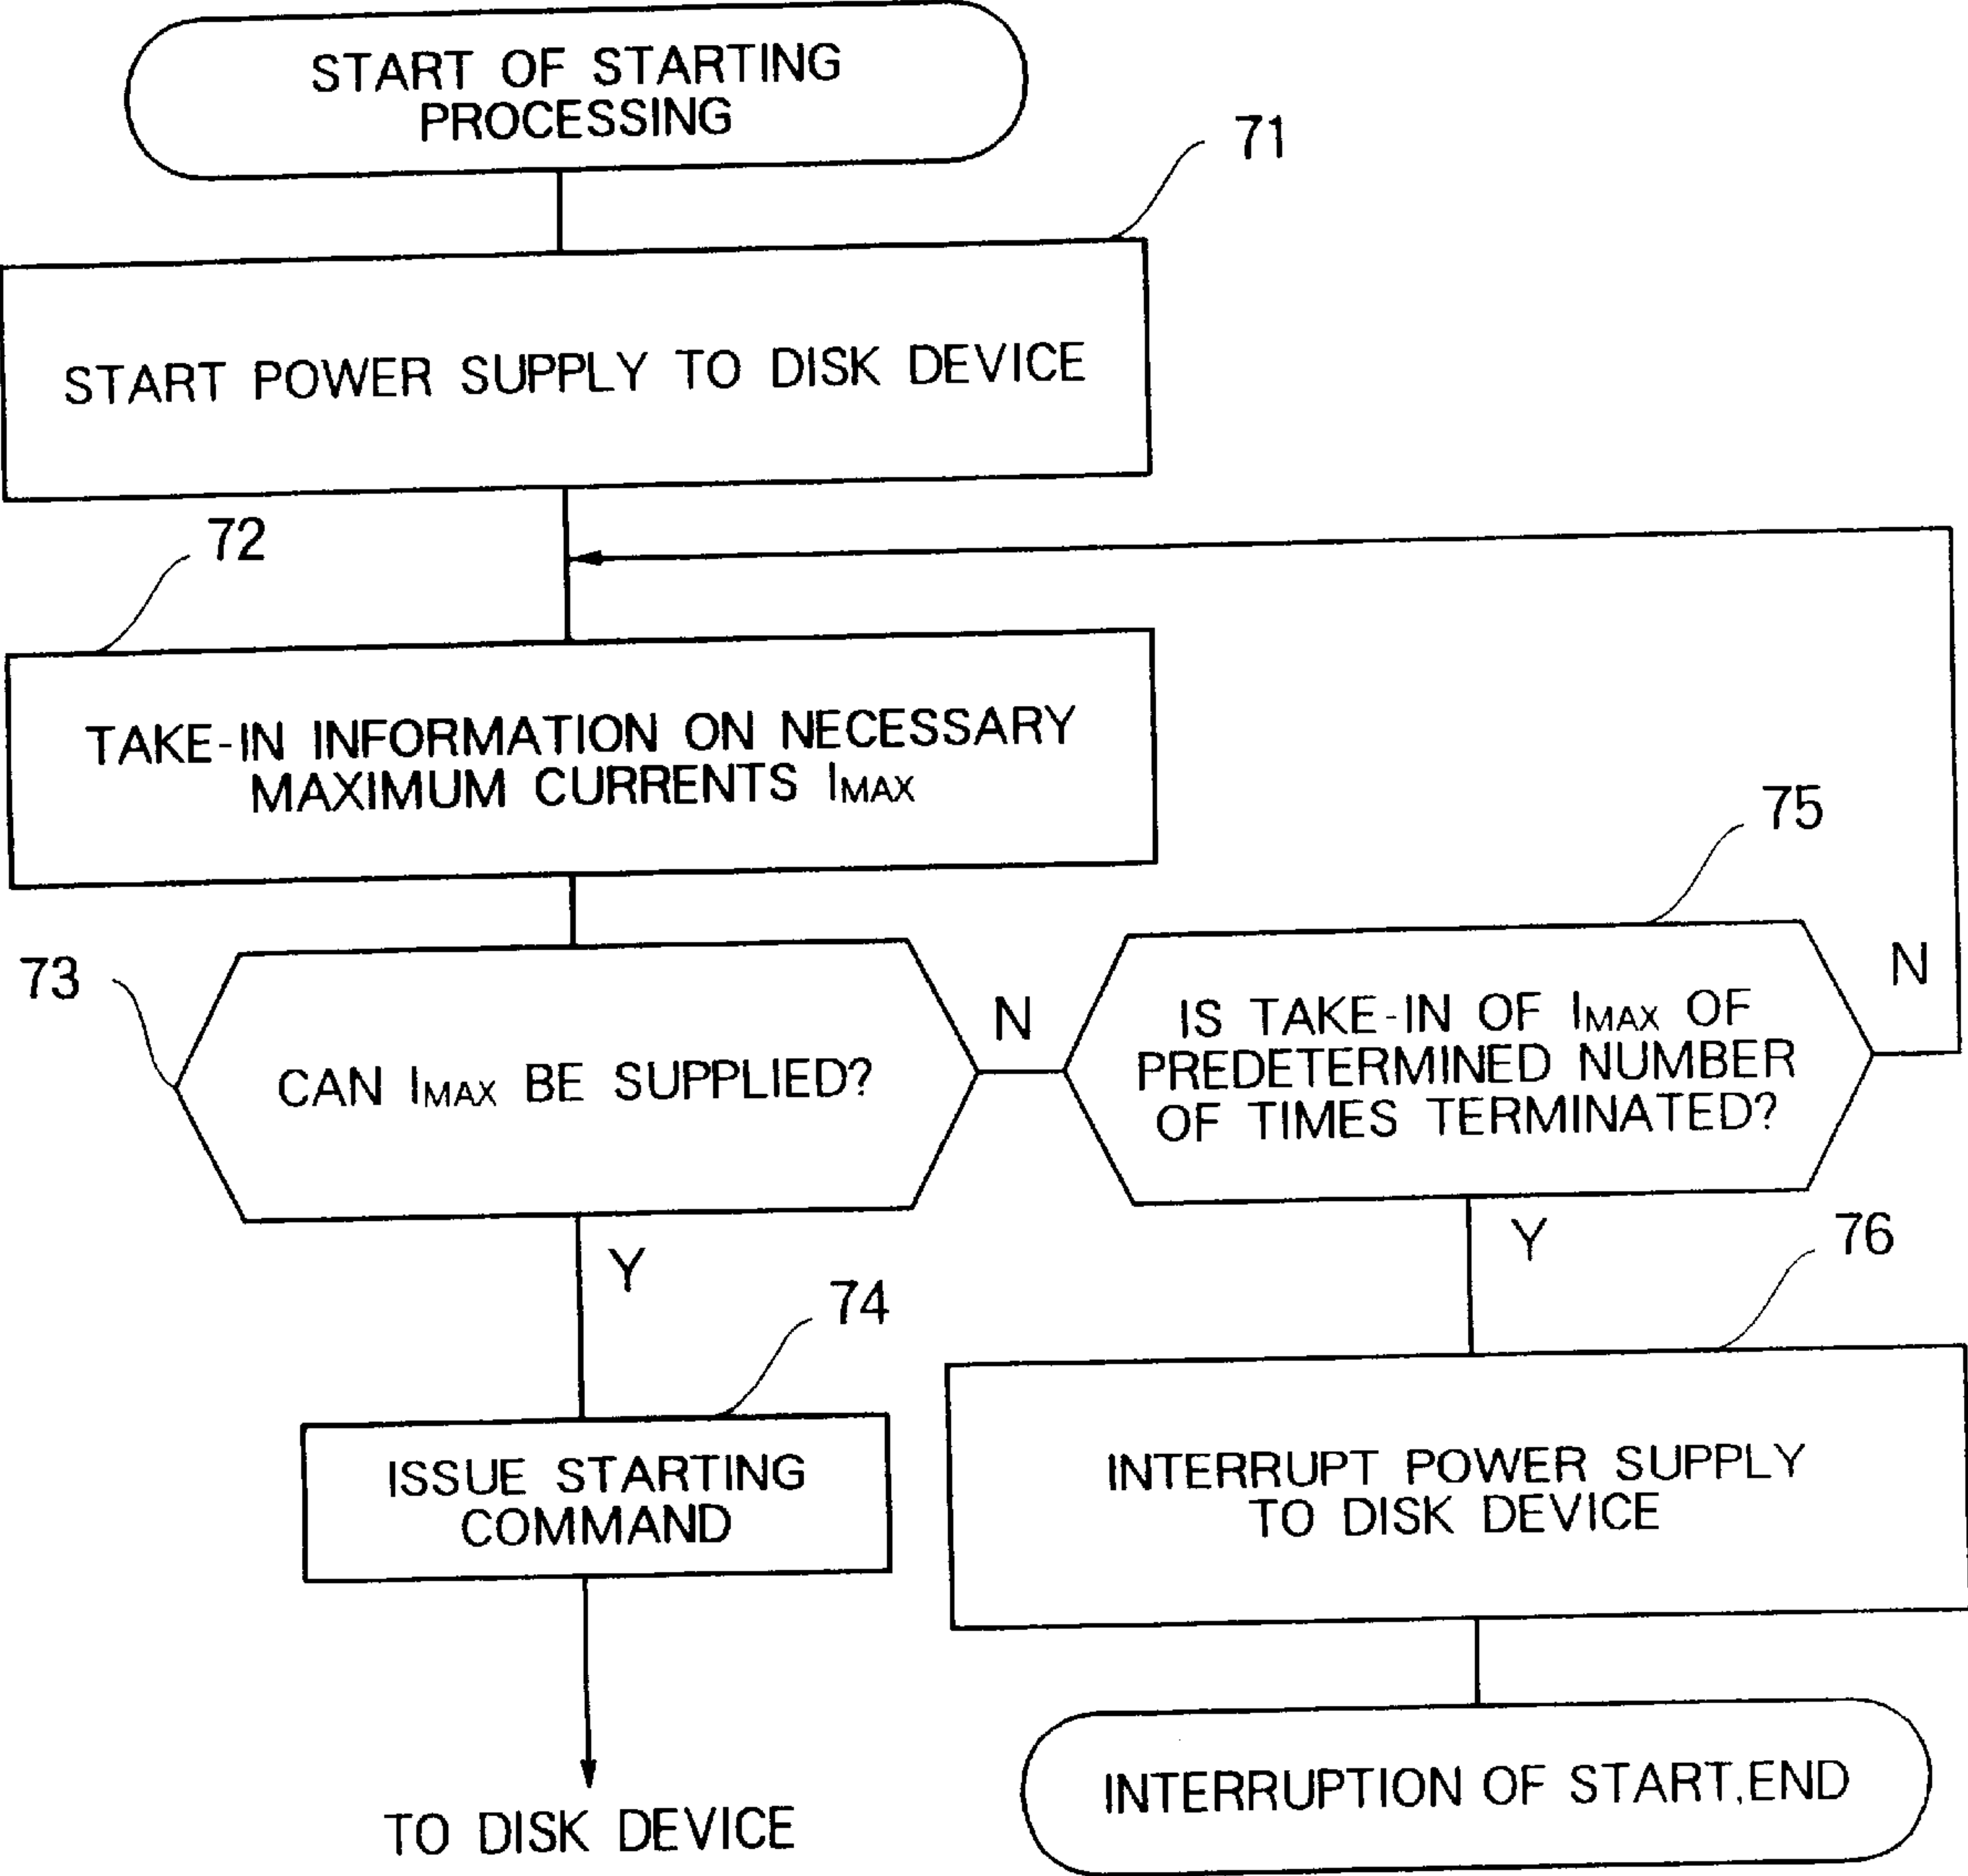 START OF STARTING
PROCESSING
71
START POWER SUPPLY TO DISK DEVICE
72
TAKE-IN INFORMATION ON NECESSARY
MAXIMUM CURRENTS IMAX
73
CAN IMAX BE SUPPLIED?
N
75
IS TAKE-IN OF IMAX OF
PREDETERMINED NUMBER
OF TIMES TERMINATED?
N
Y
74
ISSUE STARTING
COMMAND
TO DISK DEVICE
Y
76
INTERRUPT POWER SUPPLY
TO DISK DEVICE
INTERRUPTION OF START.END